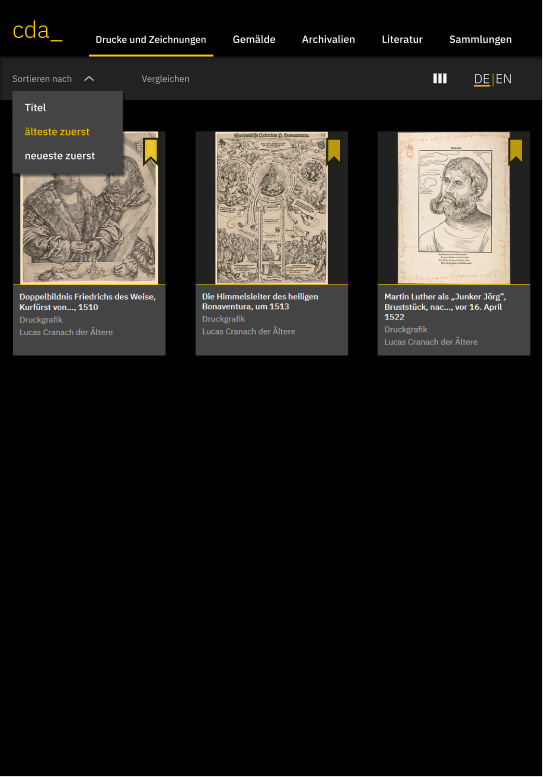 cda_
Drucke und Zeichnungen
Gemälde
Archivalien
Literatur
Sammlungen
Sortieren nach
Vergleichen
DE|EN
Titel
älteste zuerst
neueste zuerst
Doppelbildnis Friedrichs des Weise,
Kurfürst von..., 1510
Druckgrafik
Lucas Cranach der Ältere
Die Himmelsleiter des heiligen
Bonaventura, um 1513
Druckgrafik
Lucas Cranach der Ältere
Martin Luther als „Junker Jörg",
Bruststück, nac..., vor 16. April
1522
Druckgrafik
Lucas Cranach der Ältere